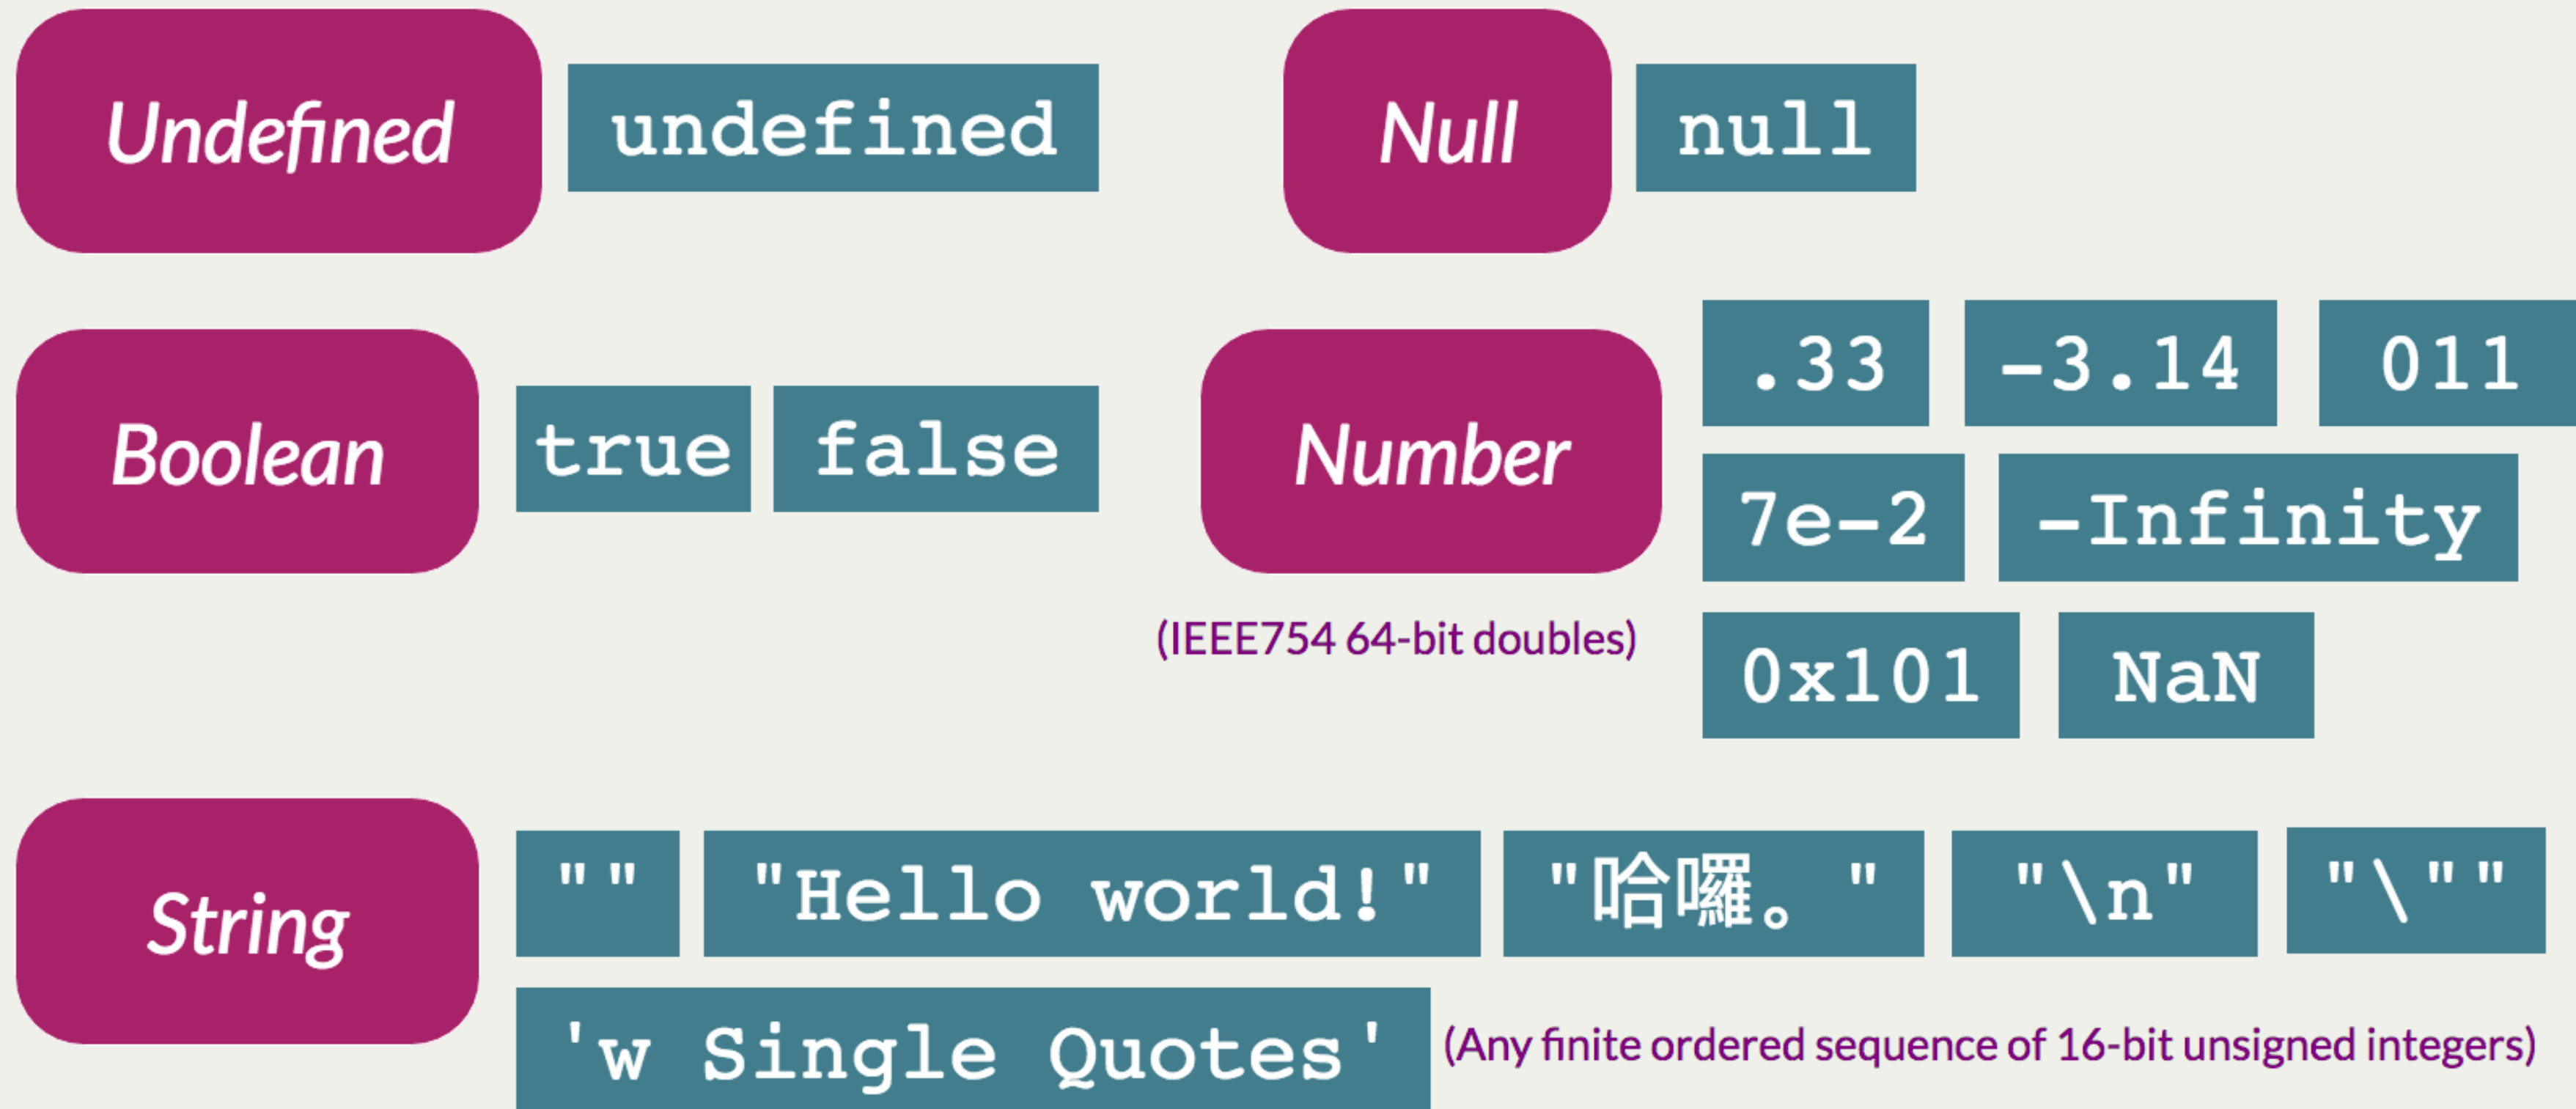 Undefined undefined
Null null
Boolean true false
Number .33 -3.14 011
7e-2 -Infinity
(IEEE754 64-bit doubles)
0x101 NaN
String "" "Hello world!" "哈囉。" "\n" "\""
'w Single Quotes' (Any finite ordered sequence of 16-bit unsigned integers)